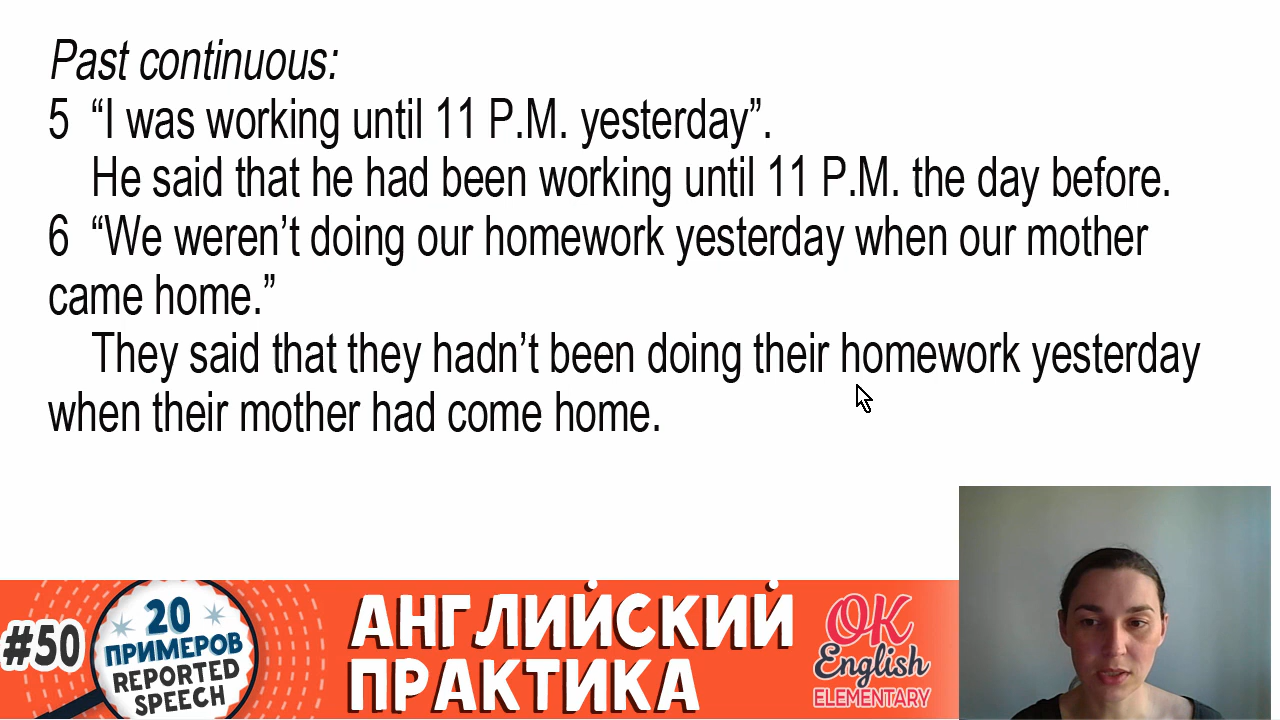 Past continuous:
5 “I was working until 11 P.M. yesterday”.
He said that he had been working until 11 P.M. the day before.
6 “We weren’t doing our homework yesterday when our mother
came home.”
They said that they hadn’t been doing their homework yesterday
when their mother had come home.
#50
20
ПРИМЕРОВ
REPORTED
SPEECH
АНГЛИЙСКИЙ
ПРАКТИКА
OK
English
ELEMENTARY